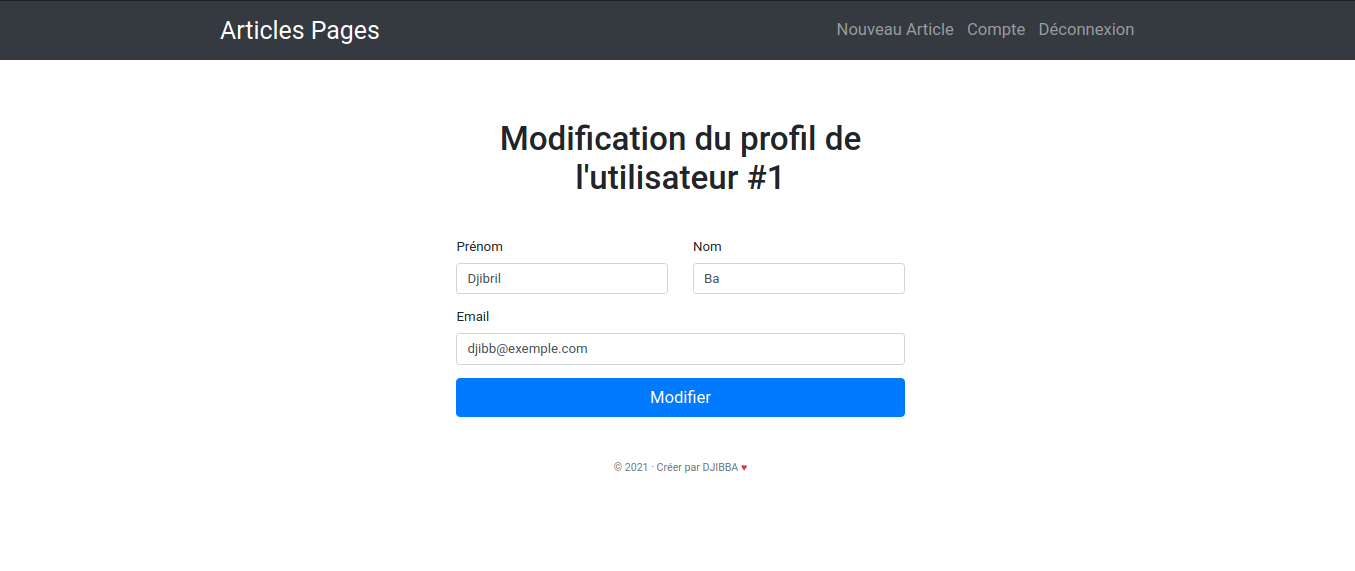 Articles Pages
Nouveau Article Compte Déconnexion
Modification du profil de
l'utilisateur #1
Prénom Nom
Djibril Ba
Email
djibb@exemple.com
Modifier
© 2021 · Créer par DJIBBA ♥